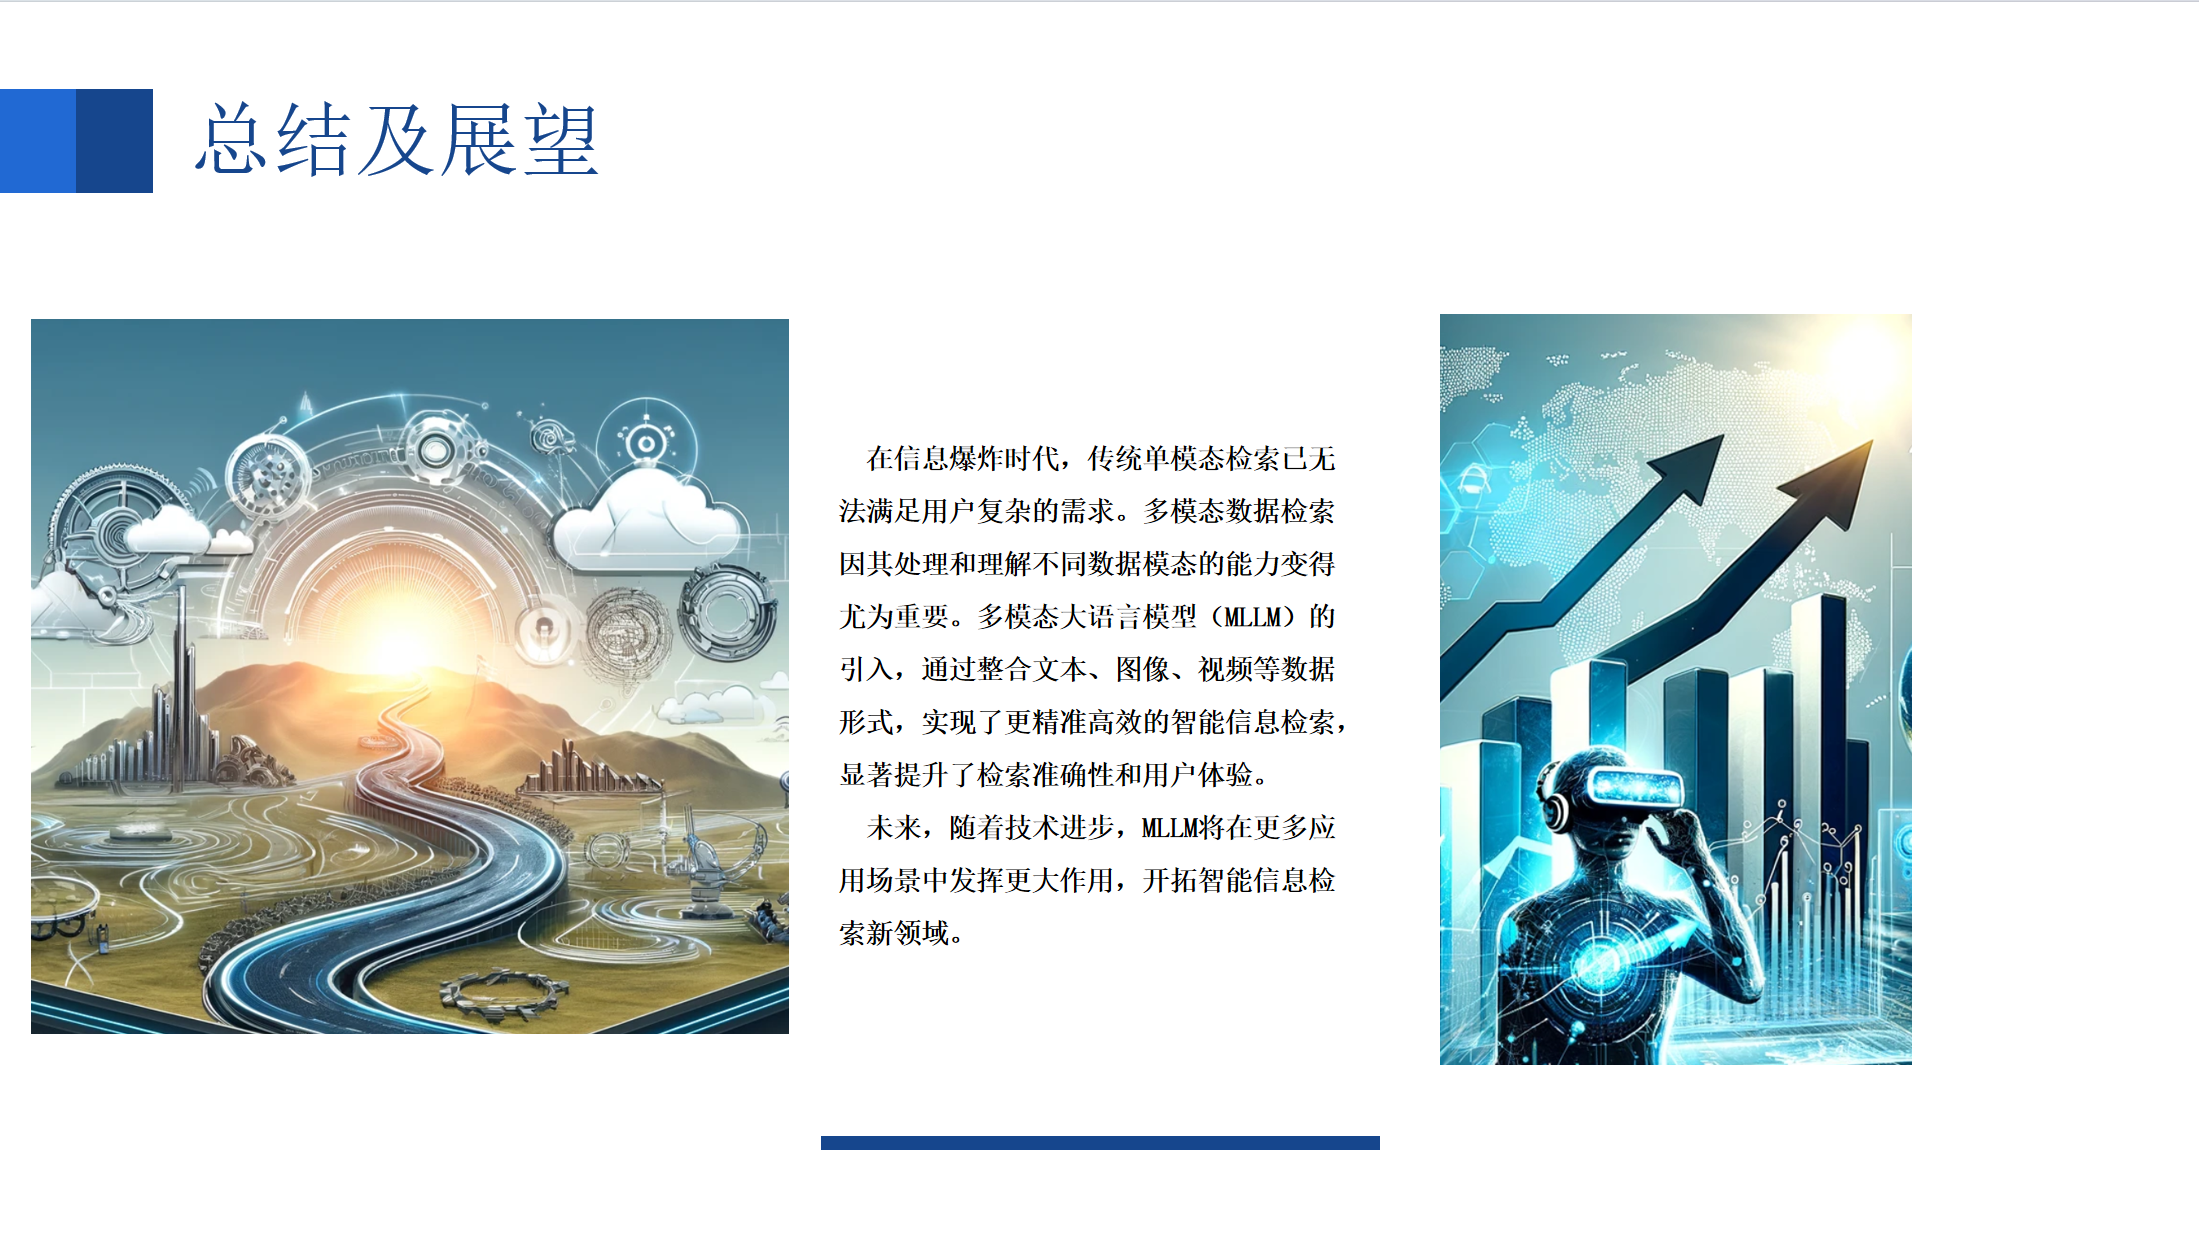 总结及展望
在信息爆炸时代，传统单模态检索已无
法满足用户复杂的需求。多模态数据检索
因其处理和理解不同数据模态的能力变得
尤为重要。多模态大语言模型（MLLM）的
引入，通过整合文本、图像、视频等数据
形式，实现了更精准高效的智能信息检索，
显著提升了检索准确性和用户体验。
未来，随着技术进步，MLLM将在更多应
用场景中发挥更大作用，开拓智能信息检
索新领域。